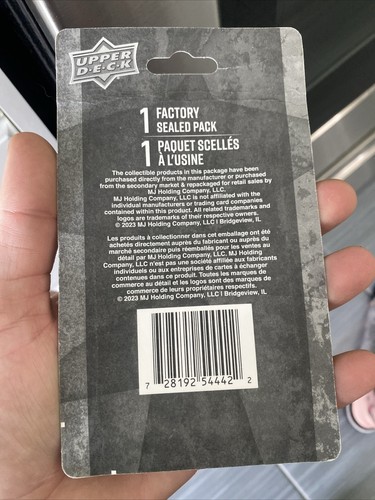 UPPER
D·E·C·K
1 FACTORY
SEALED PACK
1 PAQUET SCELLÉS
À L'USINE
The collectible products in this package have been
purchased directly from the manufacturer or purchased
from the secondary market & repackaged for retail sales by
MJ Holding Company, LLC.
MJ Holding Company, LLC is not affiliated with the
individual manufacturers or trading card companies
contained within this product. All related trademarks and
logos are trademarks of their respective owners.
© 2023 MJ Holding Company, LLC | Bridgeview, IL
Les produits à collectionner dans cet emballage ont été
achetés directement auprès du fabricant ou auprès du
marché secondaire puis réemballés pour les ventes au
détail par MJ Holding Company, LLC. MJ Holding
Company, LLC n'est pas une société affiliée aux fabricants
individuels ou aux entreprises de cartes à échanger
contenues dans ce produit. Toutes les marques de
commerce au détail et les logos sont des marques de
commerce de leurs propriétaires respectifs.
© 2023 MJ Holding Company, LLC | Bridgeview, IL
7 28192 54442 2